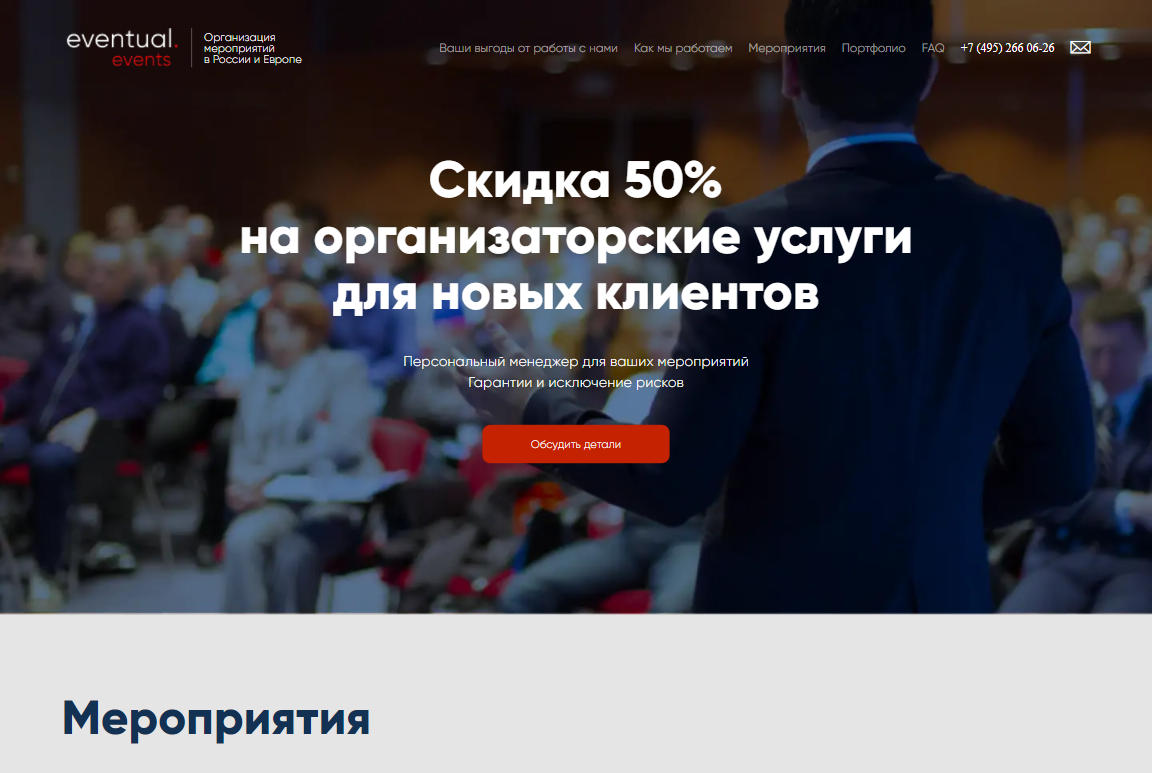 eventual.
events
Организация
мероприятий
в России и Европе
Ваши выгоды от работы с нами
Как мы работаем
Мероприятия
Портфолио
FAQ
+7 (495) 266 06-26
Скидка 50%
на организаторские услуги
для новых клиентов
Персональный менеджер для ваших мероприятий
Гарантии и исключение рисков
Обсудить детали
Мероприятия